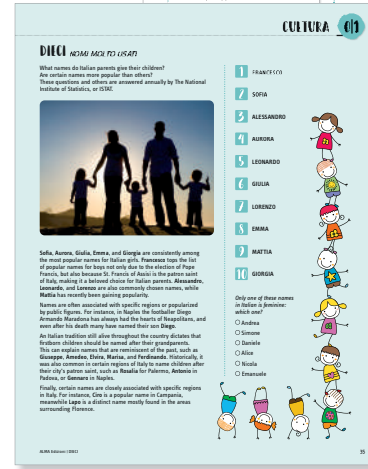 CULTURA 0|1
DIECI NOMI MOLTO USATI
What names do Italian parents give their children?
Are certain names more popular than others?
These questions and others are answered annually by The National
Institute of Statistics, or ISTAT.
Sofia, Aurora, Giulia, Emma, and Giorgia are consistently among
the most popular names for Italian girls. Francesco tops the list
of popular names for boys not only due to the election of Pope
Francis, but also because St. Francis of Assisi is the patron saint
of Italy, making it a beloved choice for Italian parents. Alessandro,
Leonardo, and Lorenzo are also commonly chosen names, while
Mattia has recently been gaining popularity.
Names are often associated with specific regions or popularized
by public figures. For instance, in Naples the footballer Diego
Armando Maradona has always had the hearts of Neapolitans, and
even after his death many have named their son Diego.
An Italian tradition still alive throughout the country dictates that
firstborn children should be named after their grandparents.
This can explain names that are reminiscent of the past, such as
Giuseppe, Amedeo, Elvira, Marisa, and Ferdinando. Historically, it
was also common in certain regions of Italy to name children after
their city's patron saint, such as Rosalia for Palermo, Antonio in
Padova, or Gennaro in Naples.
Finally, certain names are closely associated with specific regions
in Italy. For instance, Ciro is a popular name in Campania,
meanwhile Lapo is a distinct name mostly found in the areas
surrounding Florence.
1 FRANCESCO
2 SOFIA
3 ALESSANDRO
4 AURORA
5 LEONARDO
6 GIULIA
7 LORENZO
8 EMMA
9 MATTIA
10 GIORGIA
Only one of these names
in Italian is feminine:
which one?
Andrea
Simone
Daniele
Alice
Nicola
Emanuele
ALMA Edizioni | DIECI
35